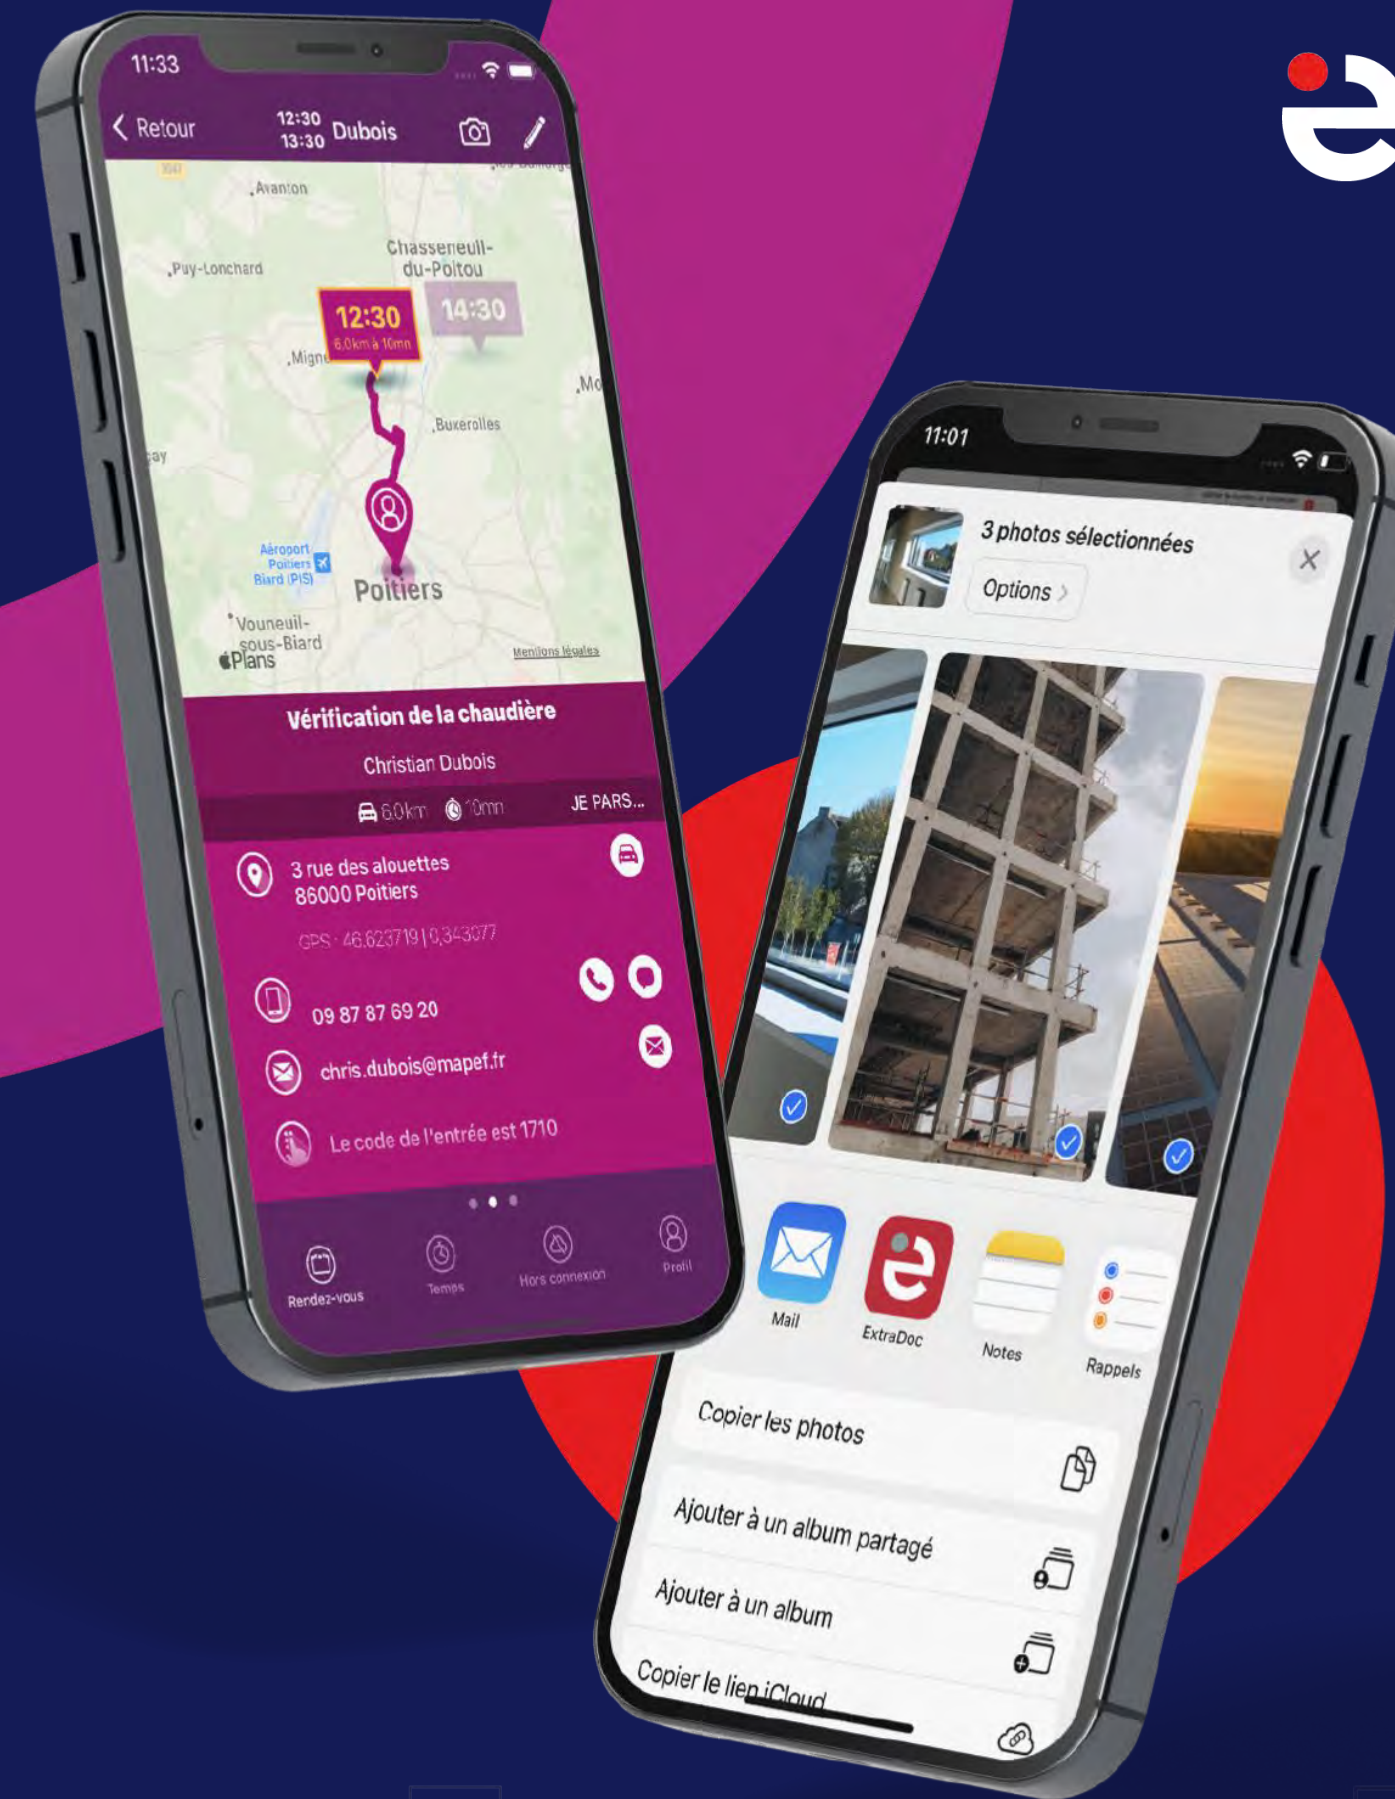 11:33
Retour
12:30
13:30
Dubois
Avanton
Chasseneuil-
du-Poitou
Puy-Lonchard
12:30
6.0km à 10mn
14:30
Buxerolles
Aéroport
Poitiers
Biard (PIS)
Poitiers
Vouneuil-
sous-Biard
Plans
Mentions légales
Vérification de la chaudière
Christian Dubois
6.0km
10mn
JE PARS...
3 rue des alouettes
86000 Poitiers
GPS : 46,623719 | 0,343077
09 87 87 69 20
chris.dubois@mapef.fr
Le code de l'entrée est 1710
Rendez-vous
Temps
Hors connexion
Profil
11:01
3 photos sélectionnées
Options
Mail
ExtraDoc
Notes
Rappels
Copier les photos
Ajouter à un album partagé
Ajouter à un album
Copier le lien iCloud